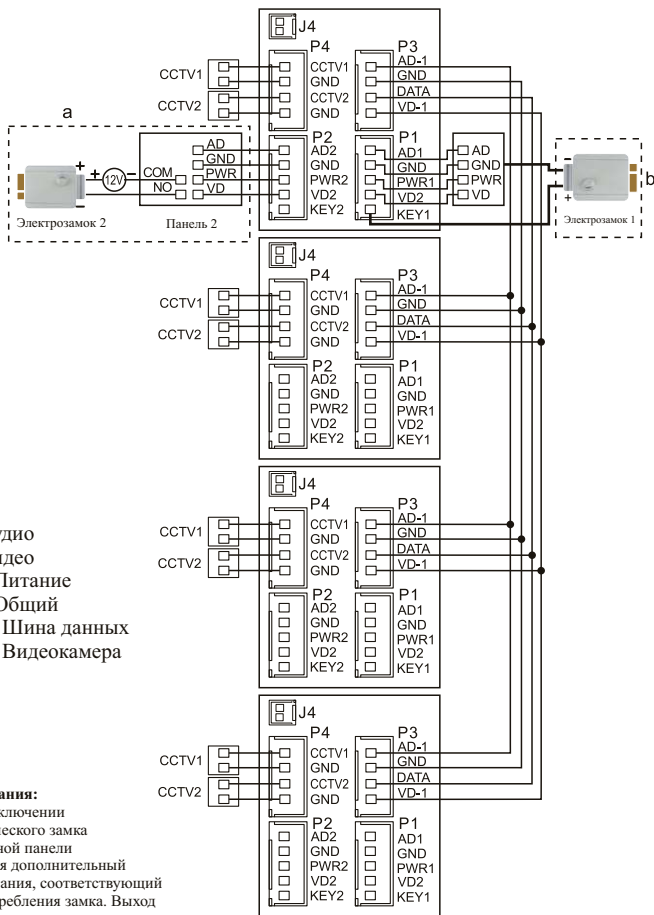 J4
P4
P3
CCTV1
CCTV1
AD-1
GND
GND
CCTV2
CCTV2
DATA
GND
VD-1
a
P2
P1
AD
AD2
AD1
AD
GND
GND
GND
GND
+
+ 12V −
COM
PWR
PWR2
PWR1
PWR
−
b
NO
VD
VD2
VD2
VD
+
−
KEY2
KEY1
Электрозамок 2
Панель 2
Электрозамок 1
J4
P4
P3
CCTV1
CCTV1
AD-1
GND
GND
CCTV2
CCTV2
DATA
GND
VD-1
P2
P1
AD2
AD1
GND
GND
PWR2
PWR1
VD2
VD2
KEY2
KEY1
J4
P4
P3
CCTV1
CCTV1
AD-1
GND
GND
CCTV2
CCTV2
DATA
GND
VD-1
P2
P1
AD2
AD1
GND
GND
PWR2
PWR1
VD2
VD2
KEY2
KEY1
удио
идео
Питание
Общий
Шина данных
Видеокамера
J4
P4
P3
CCTV1
CCTV1
AD-1
GND
GND
CCTV2
CCTV2
DATA
GND
VD-1
P2
P1
AD2
AD1
GND
GND
PWR2
PWR1
VD2
VD2
KEY2
KEY1
ания:
ключении
еского замка
ной панели
я дополнительный
ания, соответствующий
ребления замка. Выход